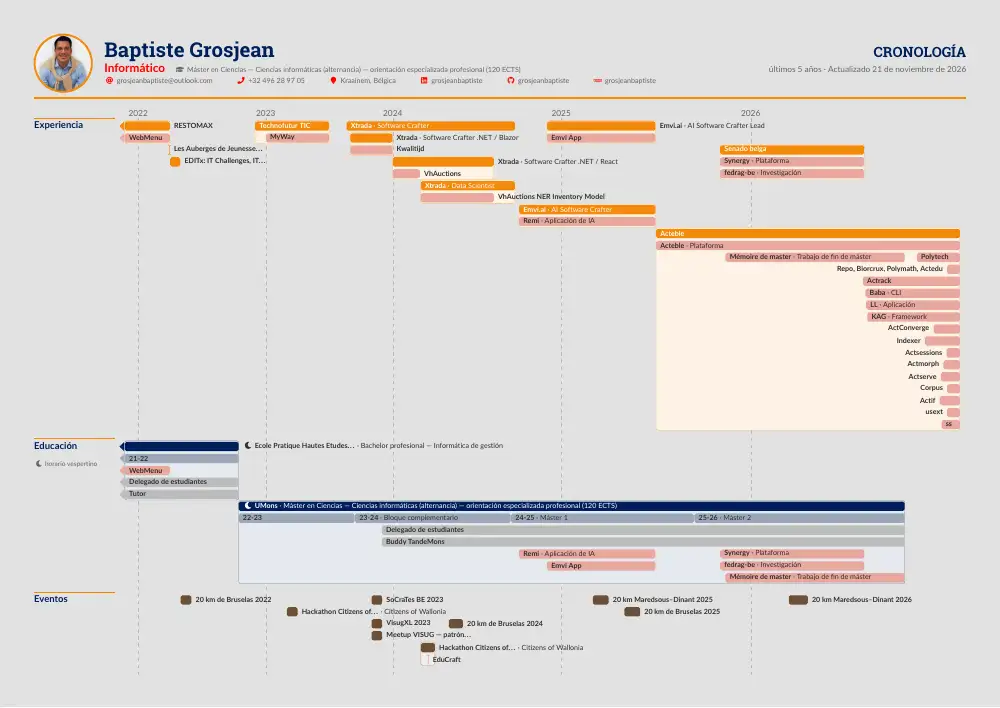 Baptiste Grosjean
CRONOLOGÍA
Informático Máster en Ciencias — Ciencias informáticas (alternancia) — orientación especializada profesional (120 ECTS)
últimos 5 años · Actualizado 21 de noviembre de 2026
grosjeanbaptiste@outlook.com +32 496 28 97 05 Kraainem, Bélgica grosjeanbaptiste grosjeanbaptiste grosjeanbaptiste
2022 2023 2024 2025 2026
Experiencia
RESTOMAX
Technofutur TIC
Xtrada · Software Crafter
Emvi.ai · AI Software Crafter Lead
WebMenu
MyWay
Xtrada · Software Crafter .NET / Blazor
Emvi App
Les Auberges de Jeunesse...
Kwalitijd
Senado belga
EDITx: IT Challenges, IT...
Xtrada · Software Crafter .NET / React
Synergy · Plataforma
VhAuctions
fedrag-be · Investigación
Xtrada · Data Scientist
VhAuctions NER Inventory Model
Emvi.ai · AI Software Crafter
Remi · Aplicación de IA
Acteble
Acteble · Plataforma
Mémoire de master · Trabajo de fin de máster
Polytech
Repo, Biorcrux, Polymath, Actedu
Actrack
Baba · CLI
LL · Aplicación
KAG · Framework
ActConverge
Indexer
Actsessions
Actmorph
Actserve
Corpus
Actif
usext
ss
Educación
Ecole Pratique Hautes Etudes... · Bachelor profesional — Informática de gestión
21-22
horario vespertino
WebMenu
Delegado de estudiantes
Tutor
UMons · Máster en Ciencias — Ciencias informáticas (alternancia) — orientación especializada profesional (120 ECTS)
22-23 23-24 · Bloque complementario 24-25 · Máster 1 25-26 · Máster 2
Delegado de estudiantes
Buddy TandeMons
Remi · Aplicación de IA
Synergy · Plataforma
Emvi App
fedrag-be · Investigación
Mémoire de master · Trabajo de fin de máster
Eventos
20 km de Bruselas 2022
SoCraTes BE 2023
20 km Maredsous–Dinant 2025
20 km Maredsous–Dinant 2026
Hackathon Citizens of... · Citizens of Wallonia
20 km de Bruselas 2025
VisugXL 2023
20 km de Bruselas 2024
Meetup VISUG — patrón...
Hackathon Citizens of... · Citizens of Wallonia
EduCraft